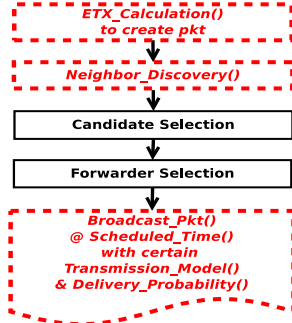 ETX_Calculation()
to create pkt
Neighbor_Discovery()
Candidate Selection
Forwarder Selection
Broadcast_Pkt()
@ Scheduled_Time()
with certain
Transmission_Model()
& Delivery_Probability()